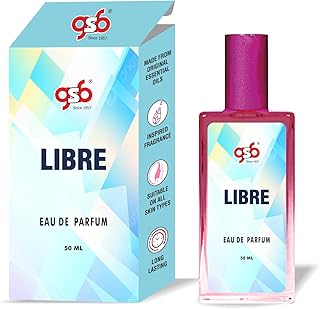 gsb®
Since 1957
LIBRE
EAU DE PARFUM
50 ML
MADE FROM
ORIGINAL
ESSENTIAL
OILS
INSPIRED
FRAGRANCE
SUITABLE
ON ALL
SKIN TYPES
LONG
LASTING
gsb®
Since 1957
LIBRE
EAU DE PARFUM
50 ML